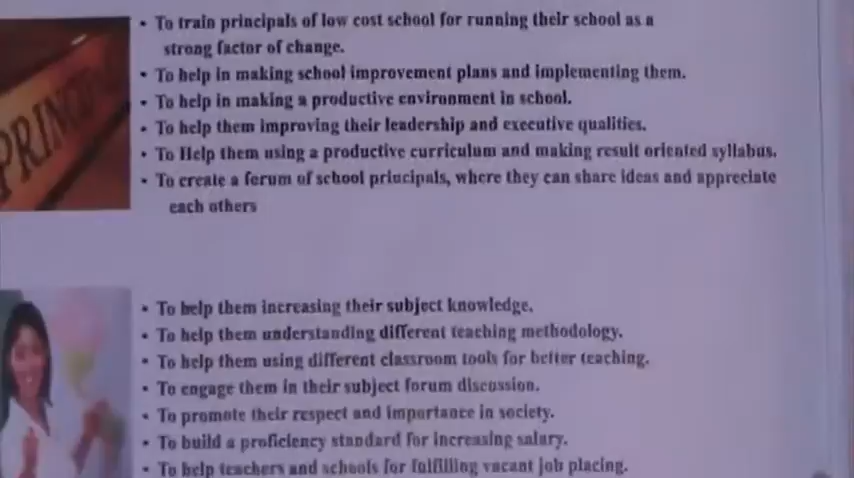 PRINCIPAL
• To train principals of low cost school for running their school as a
strong factor of change.
• To help in making school improvement plans and implementing them.
• To help in making a productive environment in school.
• To help them improving their leadership and executive qualities.
• To Help them using a productive curriculum and making result oriented syllabus.
• To create a forum of school principals, where they can share ideas and appreciate
each others
• To help them increasing their subject knowledge.
• To help them understanding different teaching methodology.
• To help them using different classroom tools for better teaching.
• To engage them in their subject forum discussion.
• To promote their respect and importance in society.
• To build a proficiency standard for increasing salary.
• To help teachers and schools for fulfilling vacant job placing.